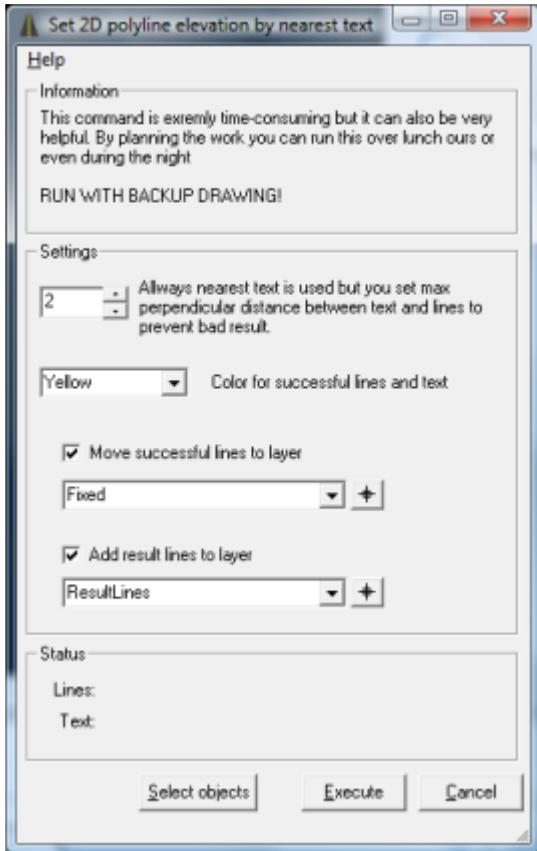 Set 2D polyline elevation by nearest text
Help
Information
This command is exremly time-consuming but it can also be very
helpful. By planning the work you can run this over lunch ours or
even during the night
RUN WITH BACKUP DRAWING!
Settings
2
Allways nearest text is used but you set max
perpendicular distance between text and lines to
prevent bad result.
Yellow
Color for successful lines and text
Move successful lines to layer
Fixed
Add result lines to layer
ResultLines
Status
Lines:
Text:
Select objects
Execute
Cancel